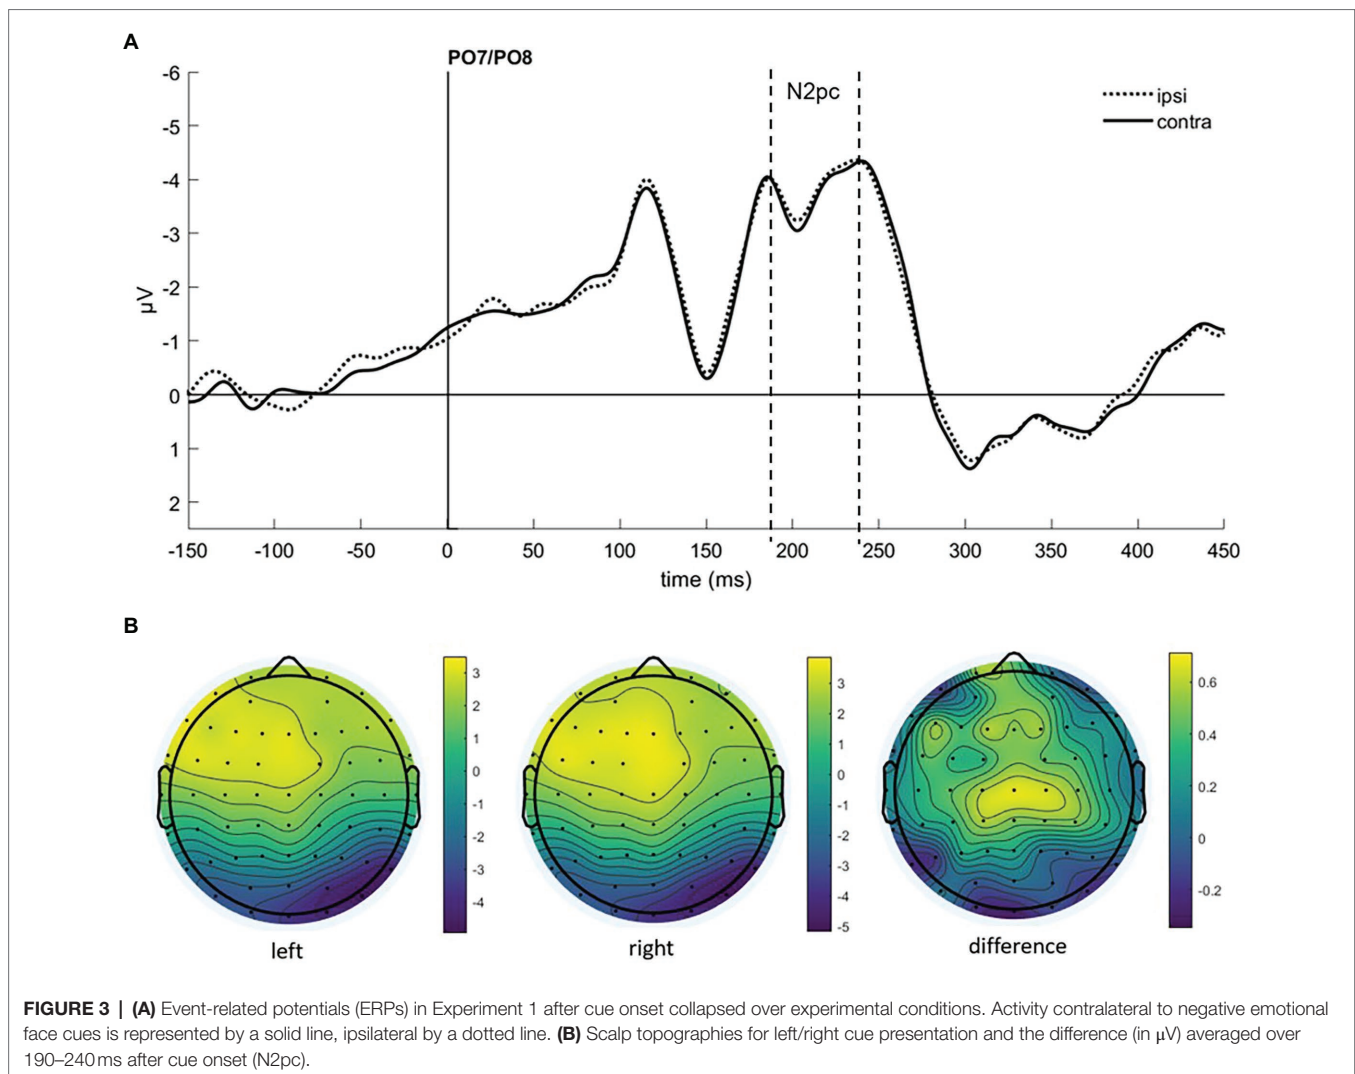 A
PO7/PO8
-6
-5
-4
-3
-2
-1
0
1
2
µV
N2pc
ipsi
contra
-150 -100 -50 0 50 100 150 200 250 300 350 400 450
time (ms)
B
3
2
1
0
-1
-2
-3
-4
left
3
2
1
0
-1
-2
-3
-4
-5
right
0.6
0.4
0.2
0
-0.2
difference
FIGURE 3 | (A) Event-related potentials (ERPs) in Experiment 1 after cue onset collapsed over experimental conditions. Activity contralateral to negative emotional
face cues is represented by a solid line, ipsilateral by a dotted line. (B) Scalp topographies for left/right cue presentation and the difference (in µV) averaged over
190–240 ms after cue onset (N2pc).